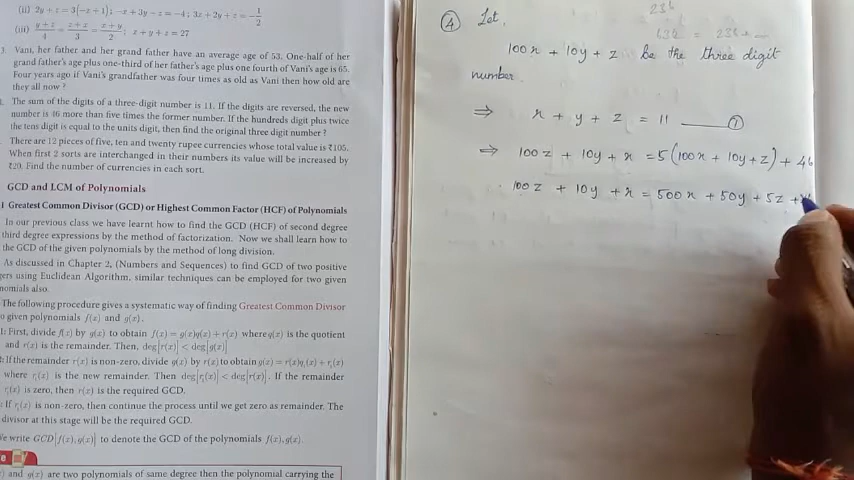 (ii) 2y + z = 3(−x + 1); −x + 3y − z = −4; 3x + 2y + z = −1/2
(iii) (y + z)/4 = (z + x)/3 = (x + y)/2; x + y + z = 27
3. Vani, her father and her grand father have an average age of 53. One-half of her
grand father's age plus one-third of her father's age plus one fourth of Vani's age is 65.
Four years ago if Vani's grandfather was four times as old as Vani then how old are
they all now ?
The sum of the digits of a three-digit number is 11. If the digits are reversed, the new
number is 46 more than five times the former number. If the hundreds digit plus twice
the tens digit is equal to the units digit, then find the original three digit number ?
There are 12 pieces of five, ten and twenty rupee currencies whose total value is ₹105.
When first 2 sorts are interchanged in their numbers its value will be increased by
₹20. Find the number of currencies in each sort.
GCD and LCM of Polynomials
1 Greatest Common Divisor (GCD) or Highest Common Factor (HCF) of Polynomials
In our previous class we have learnt how to find the GCD (HCF) of second degree
third degree expressions by the method of factorization. Now we shall learn how to
the GCD of the given polynomials by the method of long division.
As discussed in Chapter 2, (Numbers and Sequences) to find GCD of two positive
gers using Euclidean Algorithm, similar techniques can be employed for two given
nomials also.
The following procedure gives a systematic way of finding Greatest Common Divisor
o given polynomials f(x) and g(x).
1: First, divide f(x) by g(x) to obtain f(x) = g(x)q(x) + r(x) where q(x) is the quotient
and r(x) is the remainder. Then, deg[r(x)] < deg[g(x)]
: If the remainder r(x) is non-zero, divide g(x) by r(x) to obtain g(x) = r(x)q₁(x) + r₁(x)
where r₁(x) is the new remainder. Then deg[r₁(x)] < deg[r(x)]. If the remainder
r₁(x) is zero, then r(x) is the required GCD.
: If r₁(x) is non-zero, then continue the process until we get zero as remainder. The
divisor at this stage will be the required GCD.
We write GCD[f(x), g(x)] to denote the GCD of the polynomials f(x), g(x).
e
) and g(x) are two polynomials of same degree then the polynomial carrying the
236
= 236
④ Let,
100x + 10y + z be the three digit
number.
⇒ x + y + z = 11 ——— ①
⇒ 100z + 10y + x = 5(100x + 10y + z) + 46
100z + 10y + x = 500x + 50y + 5z +